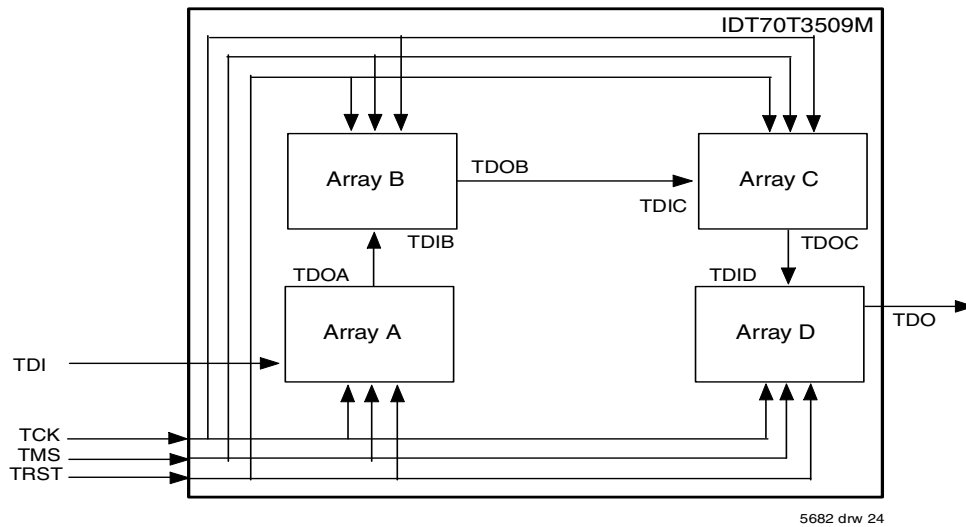 IDT70T3509M
Array B
TDOB
Array C
TDIC
TDIB
TDOC
TDOA
TDID
Array A
Array D
TDO
TDI
TCK
TMS
TRST
5682 drw 24